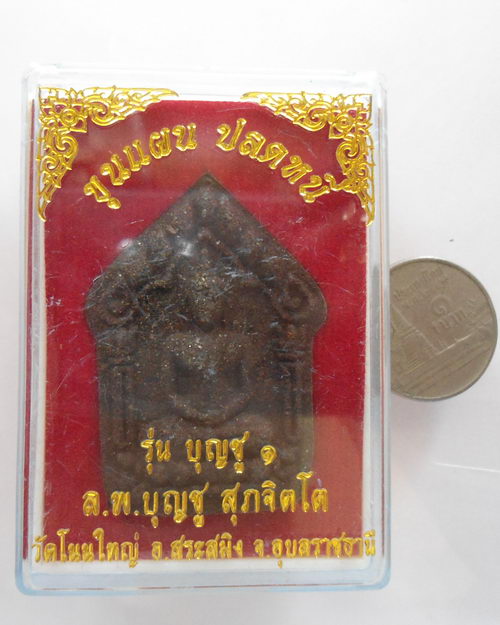 ขุนแผน ปลดหนี้
รุ่น บุญชู ๑
ล.พ.บุญชู สุภจิตโต
วัดโนนใหญ่ อ.สระสมิง จ.อุบลราชธานี